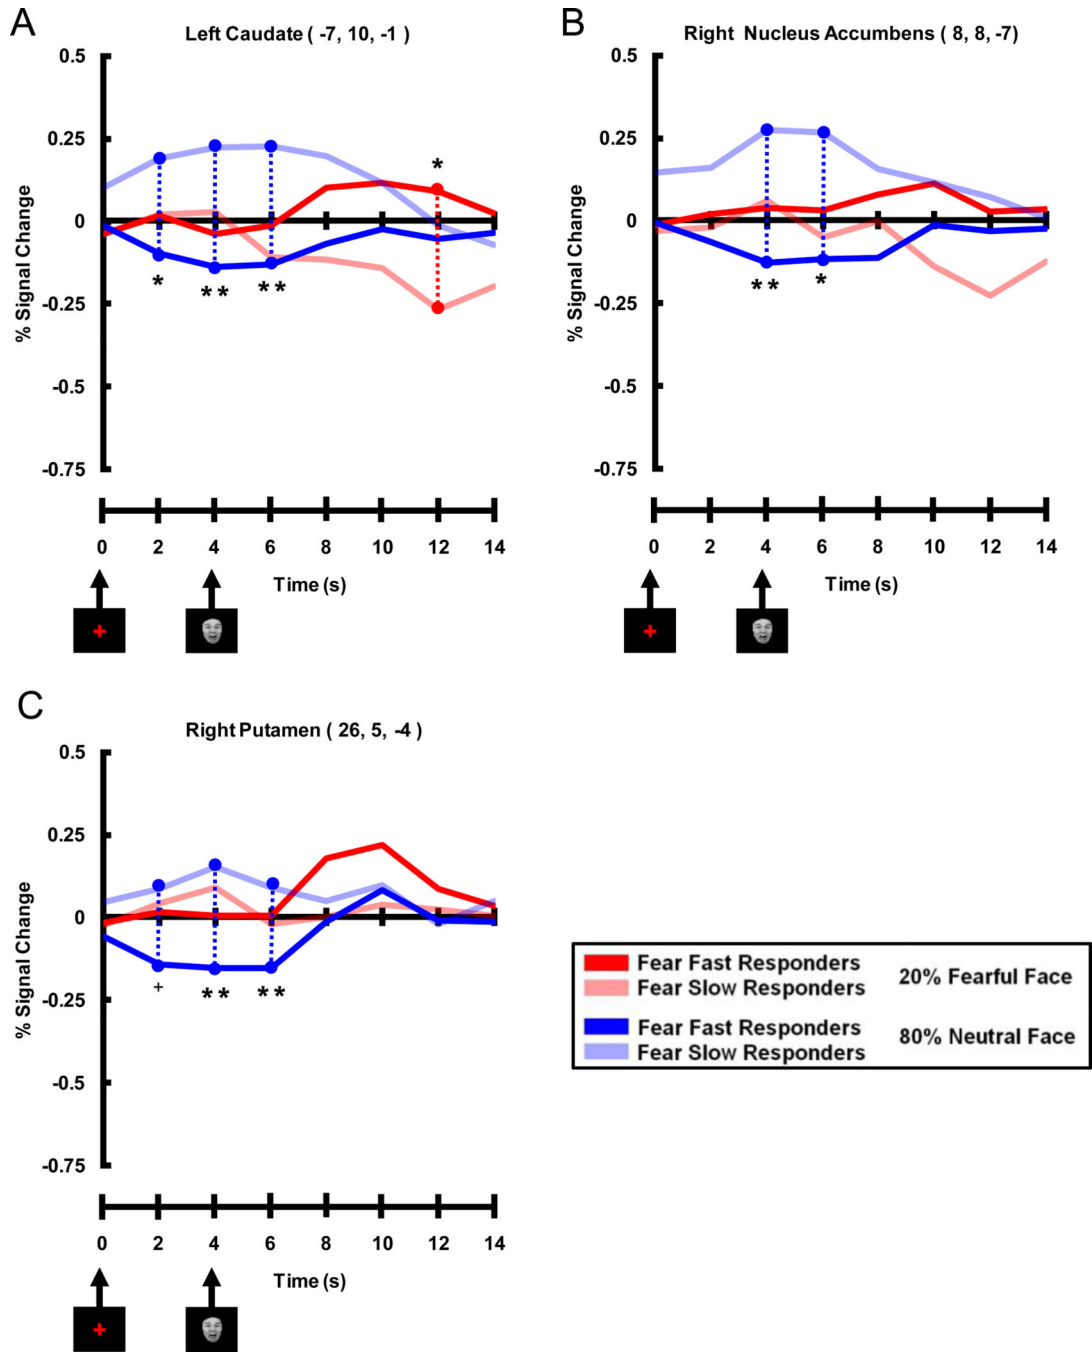 A
Left Caudate ( -7, 10, -1 )
0.5
0.25
0
-0.25
-0.5
-0.75
% Signal Change
*
*
**
**
0 2 4 6 8 10 12 14
Time (s)
B
Right Nucleus Accumbens ( 8, 8, -7)
0.5
0.25
0
-0.25
-0.5
-0.75
% Signal Change
**
*
0 2 4 6 8 10 12 14
Time (s)
C
Right Putamen ( 26, 5, -4 )
0.5
0.25
0
-0.25
-0.5
-0.75
% Signal Change
+
**
**
0 2 4 6 8 10 12 14
Time (s)
Fear Fast Responders
Fear Slow Responders
20% Fearful Face
Fear Fast Responders
Fear Slow Responders
80% Neutral Face